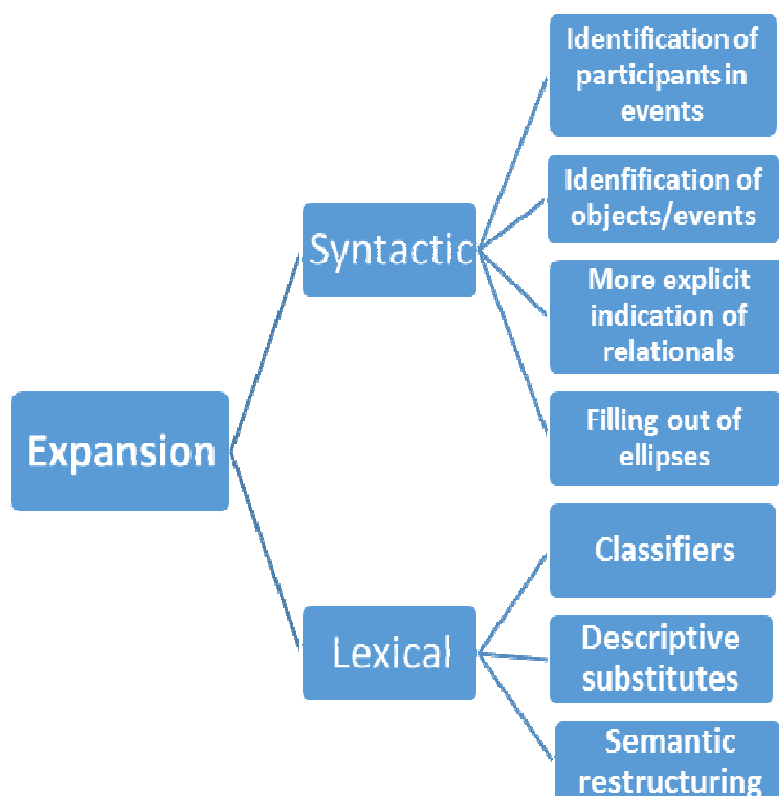 Identification of
participants in
events
Idenfification of
objects/events
Syntactic
More explicit
indication of
relationals
Filling out of
ellipses
Expansion
Classifiers
Lexical
Descriptive
substitutes
Semantic
restructuring